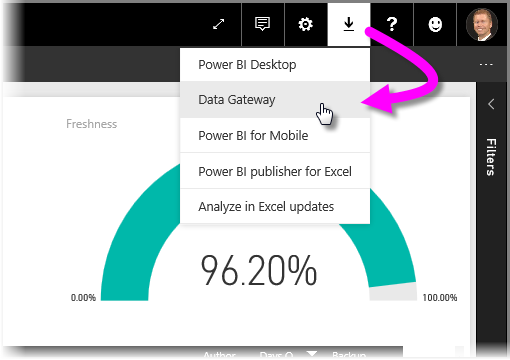 Power BI Desktop
Data Gateway
Power BI for Mobile
Power BI publisher for Excel
Analyze in Excel updates
Freshness
Filters
96.20%
0.00%
100.00%
Author Days Backup